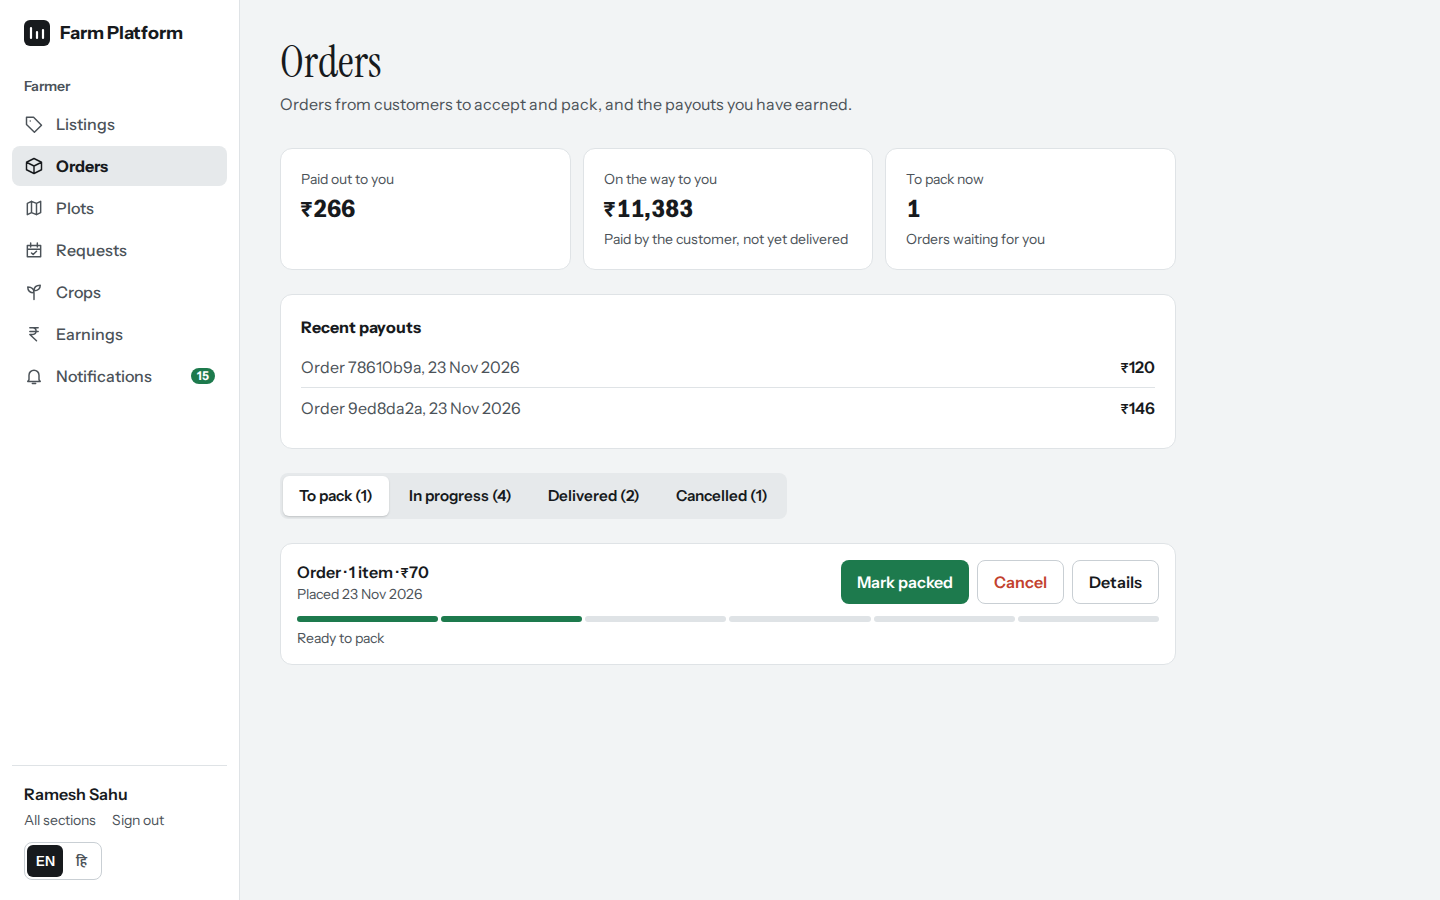 Farm Platform
Farmer
Listings
Orders
Plots
Requests
Crops
Earnings
Notifications 15
Ramesh Sahu
All sections Sign out
EN हि
Orders
Orders from customers to accept and pack, and the payouts you have earned.
Paid out to you
₹266
On the way to you
₹11,383
Paid by the customer, not yet delivered
To pack now
1
Orders waiting for you
Recent payouts
Order 78610b9a, 23 Nov 2026 ₹120
Order 9ed8da2a, 23 Nov 2026 ₹146
To pack (1) In progress (4) Delivered (2) Cancelled (1)
Order · 1 item · ₹70
Placed 23 Nov 2026
Mark packed Cancel Details
Ready to pack